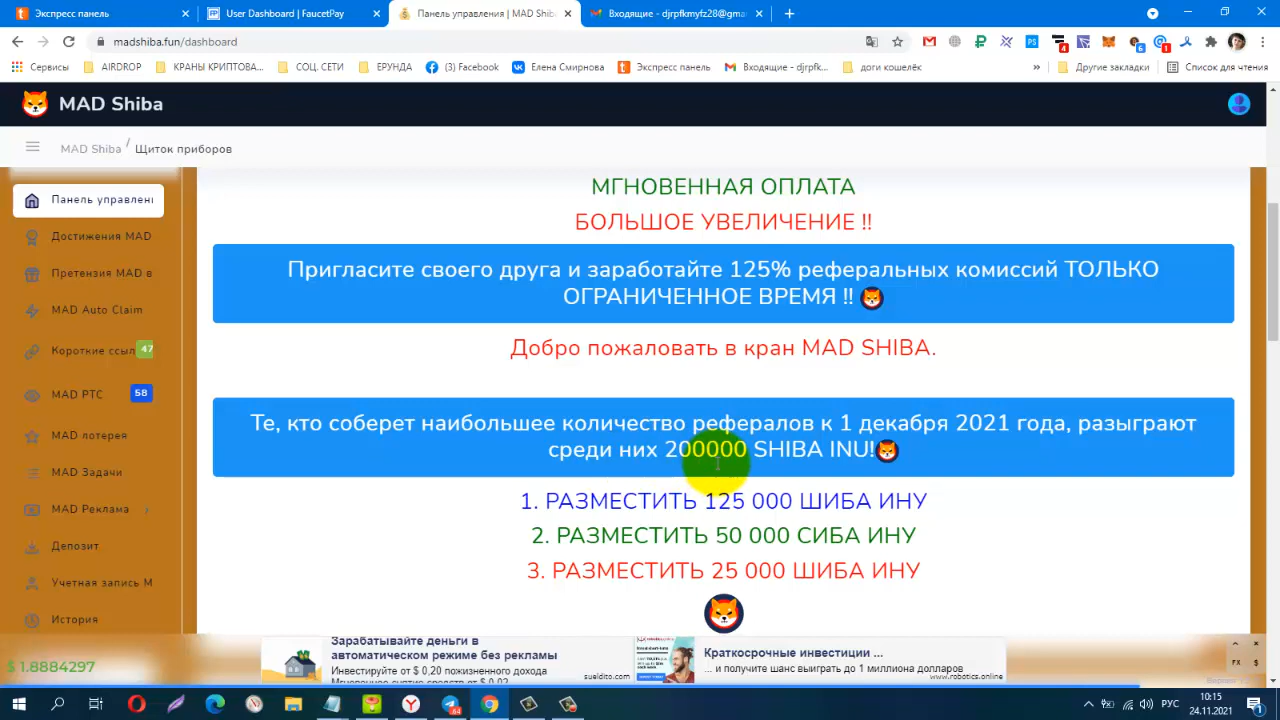 Экспресс панель
User Dashboard | FaucetPay
Панель управления | MAD Shiba
Входящие - djrpfkmyfz28@gma
madshiba.fun/dashboard
Сервисы
AIRDROP
КРАНЫ КРИПТОВА...
СОЦ. СЕТИ
ЕРУНДА
(3) Facebook
Елена Смирнова
Экспресс панель
Входящие - djrpfk...
доги кошелёк
»
Другие закладки
Список для чтения
MAD Shiba
MAD Shiba / Щиток приборов
Панель управлен
Достижения MAD
Претензия MAD в
MAD Auto Claim
Короткие ссыл 47
MAD PTC 58
MAD лотерея
MAD Задачи
MAD Реклама
Депозит
Учетная запись M
История
$ 1.8884297
МГНОВЕННАЯ ОПЛАТА
БОЛЬШОЕ УВЕЛИЧЕНИЕ !!
Пригласите своего друга и заработайте 125% реферальных комиссий ТОЛЬКО
ОГРАНИЧЕННОЕ ВРЕМЯ !!
Добро пожаловать в кран MAD SHIBA.
Те, кто соберет наибольшее количество рефералов к 1 декабря 2021 года, разыграют
среди них 200000 SHIBA INU!
1. РАЗМЕСТИТЬ 125 000 ШИБА ИНУ
2. РАЗМЕСТИТЬ 50 000 СИБА ИНУ
3. РАЗМЕСТИТЬ 25 000 ШИБА ИНУ
Зарабатывайте деньги в
автоматическом режиме без рекламы
Инвестируйте от $ 0,20 пожизненного дохода
sueldito.com
Краткосрочные инвестиции ...
... и получите шанс выиграть до 1 миллиона долларов
www.robotics.online
FX $
РУС
10:15
24.11.2021